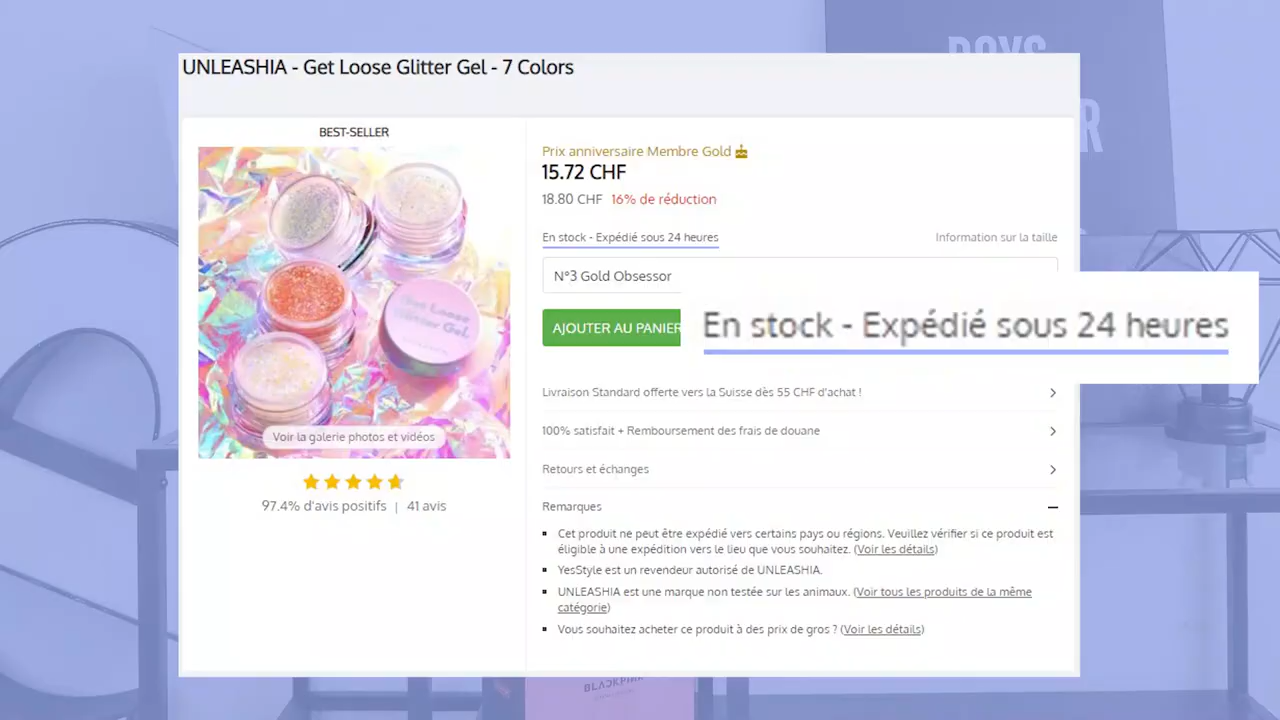 UNLEASHIA - Get Loose Glitter Gel - 7 Colors
BEST-SELLER
Get Loose
Glitter Gel
Voir la galerie photos et vidéos
97.4% d'avis positifs | 41 avis
Prix anniversaire Membre Gold
15.72 CHF
18.80 CHF 16% de réduction
En stock - Expédié sous 24 heures
Information sur la taille
N°3 Gold Obsessor
AJOUTER AU PANIER
En stock - Expédié sous 24 heures
Livraison Standard offerte vers la Suisse dès 55 CHF d'achat !
100% satisfait + Remboursement des frais de douane
Retours et échanges
Remarques
Cet produit ne peut être expédié vers certains pays ou régions. Veuillez vérifier si ce produit est
éligible à une expédition vers le lieu que vous souhaitez. (Voir les détails)
YesStyle est un revendeur autorisé de UNLEASHIA.
UNLEASHIA est une marque non testée sur les animaux. (Voir tous les produits de la même
catégorie)
Vous souhaitez acheter ce produit à des prix de gros ? (Voir les détails)
BLACKPINK